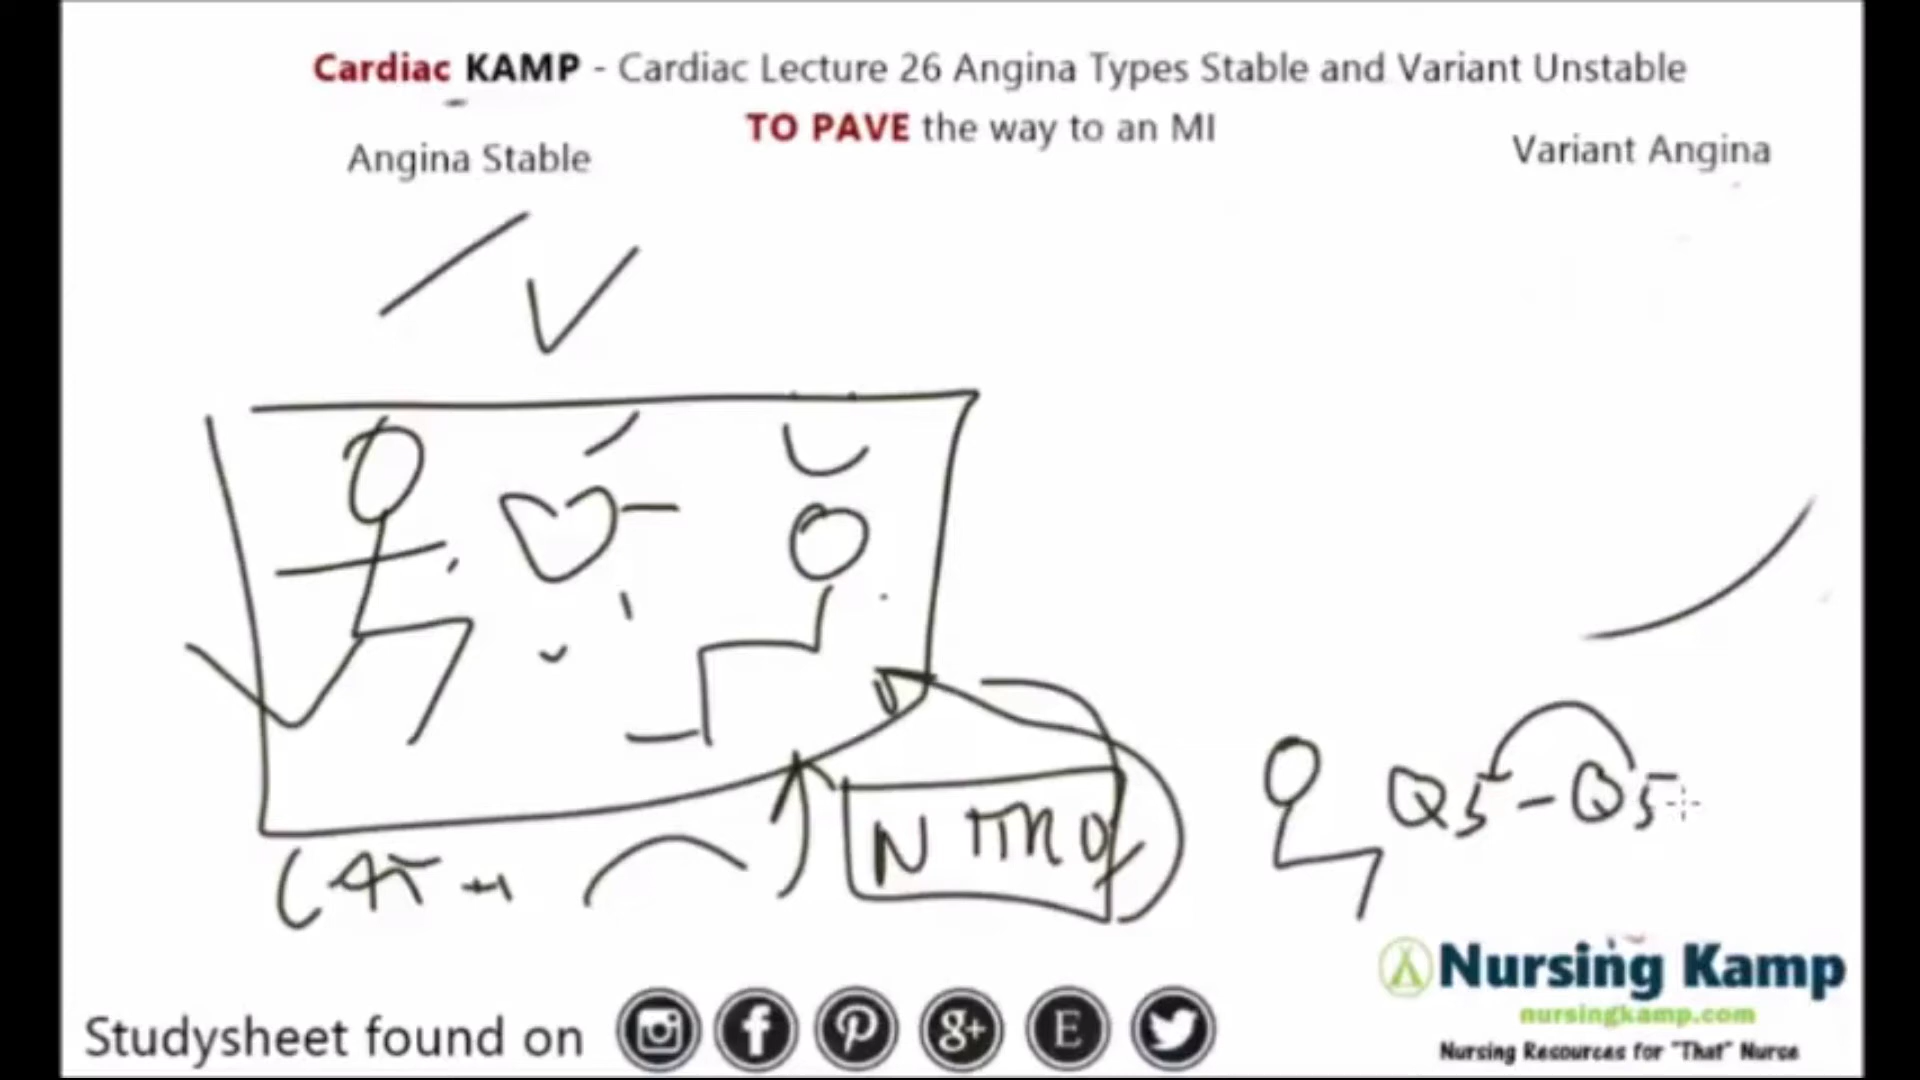 Cardiac KAMP - Cardiac Lecture 26 Angina Types Stable and Variant Unstable
TO PAVE the way to an MI
Angina Stable
Variant Angina
NITRO
Q5 - Q5
Studysheet found on
Nursing Kamp
nursingkamp.com
Nursing Resources for "That" Nurse